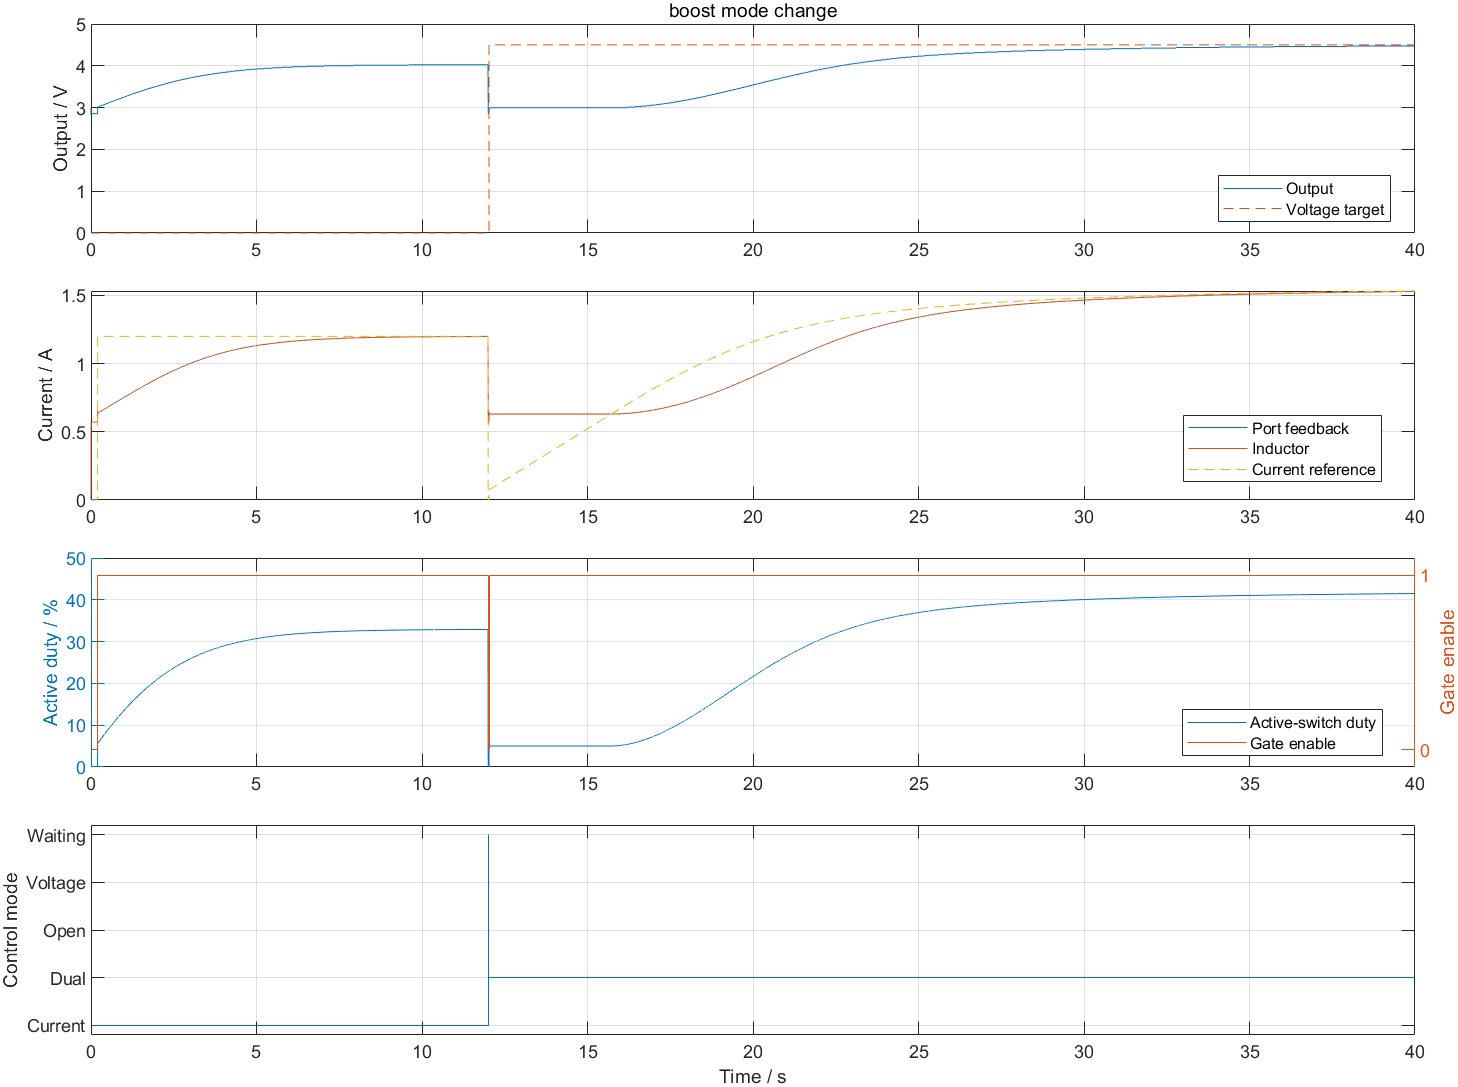 boost mode change
Output / V
5
4
3
2
1
0
Output
Voltage target
0 5 10 15 20 25 30 35 40
Current / A
1.5
1
0.5
0
Port feedback
Inductor
Current reference
0 5 10 15 20 25 30 35 40
Active duty / %
50
40
30
20
10
0
Active-switch duty
Gate enable
1
0
Gate enable
0 5 10 15 20 25 30 35 40
Control mode
Waiting
Voltage
Open
Dual
Current
0 5 10 15 20 25 30 35 40
Time / s